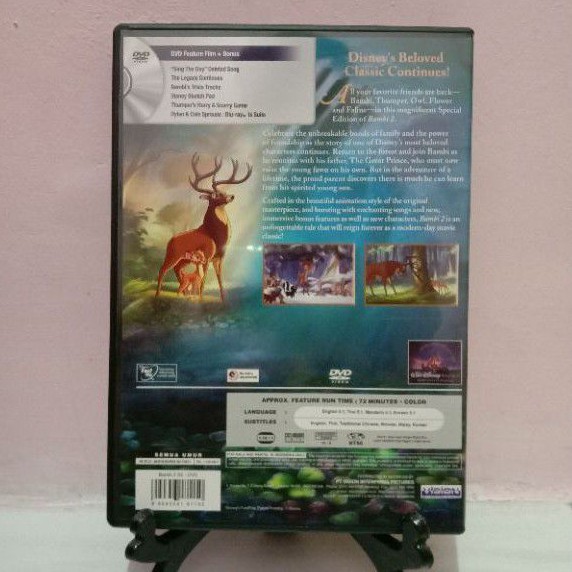 DVD
DVD Feature Film + Bonus
"Sing The Day" Deleted Song
The Legacy Continues
Bambi's Trivia Tracks
Disney Sketch Pad
Thumper's Hurry & Scurry Game
Dylan & Cole Sprouse: Blu-ray to Suite
Disney's Beloved
Classic Continues!
All your favorite friends are back—
Bambi, Thumper, Owl, Flower
and Faline—in this magnificent Special
Edition of Bambi 2.
Celebrate the unbreakable bonds of family and the power
of friendship as the story of one of Disney's most beloved
characters continues. Return to the forest and join Bambi as
he reunites with his father, The Great Prince, who must now
raise the young fawn on his own. But in the adventure of a
lifetime, the proud parent discovers there is much he can learn
from his spirited young son.
Crafted in the beautiful animation style of the original
masterpiece, and boasting with enchanting songs and new,
immersive bonus features as well as new characters, Bambi 2 is an
unforgettable tale that will reign forever as a modern-day movie
classic!
DVD
VIDEO
WALT DISNEY
APPROX. FEATURE RUN TIME : 72 MINUTES - COLOR
LANGUAGE :
SUBTITLES :
NTSC
SEMUA UMUR